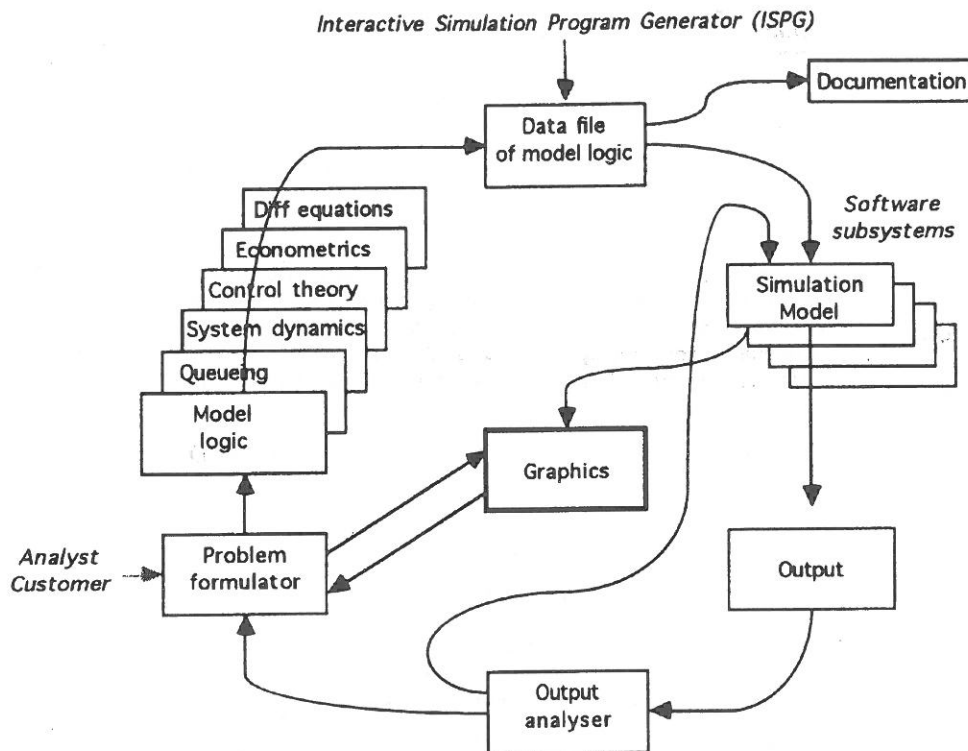 Interactive Simulation Program Generator (ISPG)
Documentation
Data file
of model logic
Diff equations
Econometrics
Control theory
System dynamics
Queueing
Model
logic
Software
subsystems
Simulation
Model
Graphics
Analyst
Customer
Problem
formulator
Output
Output
analyser